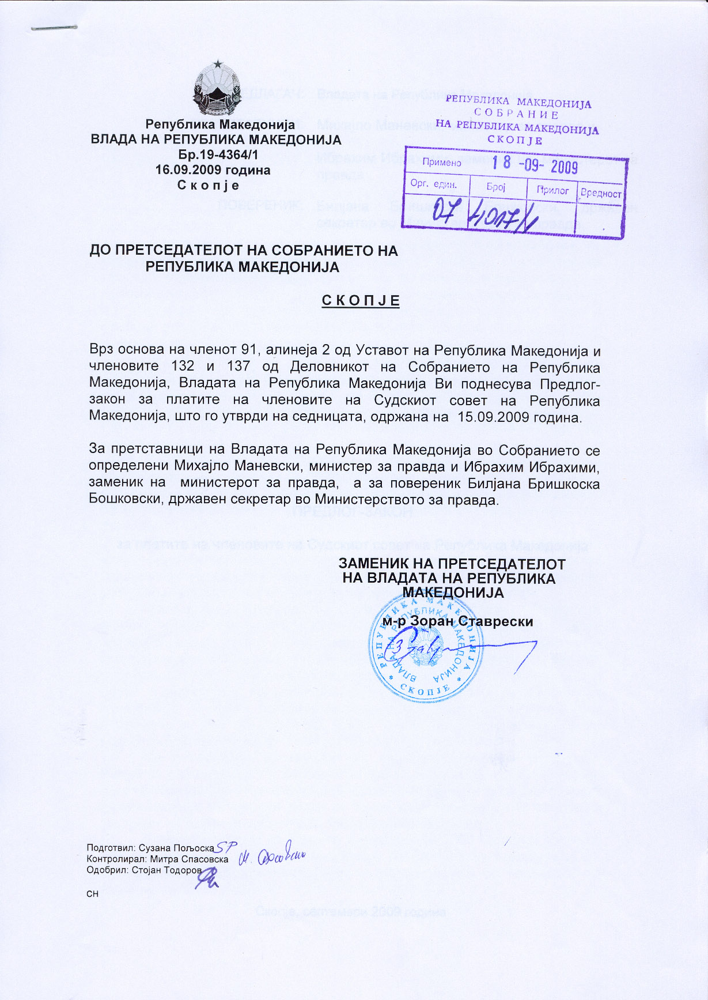 Република Македонија
ВЛАДА НА РЕПУБЛИКА МАКЕДОНИЈА
Бр.19-4364/1
16.09.2009 година
С к о п ј е
РЕПУБЛИКА МАКЕДОНИЈА
СОБРАНИЕ
НА РЕПУБЛИКА МАКЕДОНИЈА
СКОПЈЕ
Примено 18 -09- 2009
Орг. един. Број Прилог Вредност
07
ДО ПРЕТСЕДАТЕЛОТ НА СОБРАНИЕТО НА
РЕПУБЛИКА МАКЕДОНИЈА
С К О П Ј Е
Врз основа на членот 91, алинеја 2 од Уставот на Република Македонија и
членовите 132 и 137 од Деловникот на Собранието на Република
Македонија, Владата на Република Македонија Ви поднесува Предлог-
закон за платите на членовите на Судскиот совет на Република
Македонија, што го утврди на седницата, одржана на 15.09.2009 година.
За претставници на Владата на Република Македонија во Собранието се
определени Михајло Маневски, министер за правда и Ибрахим Ибрахими,
заменик на министерот за правда, а за повереник Билјана Бришкоска
Бошковски, државен секретар во Министерството за правда.
ЗАМЕНИК НА ПРЕТСЕДАТЕЛОТ
НА ВЛАДАТА НА РЕПУБЛИКА
МАКЕДОНИЈА
м-р Зоран Ставрески
РЕПУБЛИКА МАКЕДОНИЈА
ВЛАДА НА РЕПУБЛИКА МАКЕДОНИЈА
* СКОПЈЕ *
Подготвил: Сузана Пољоска SP
Контролирал: Митра Спасовска
Одобрил: Стојан Тодоров
СН